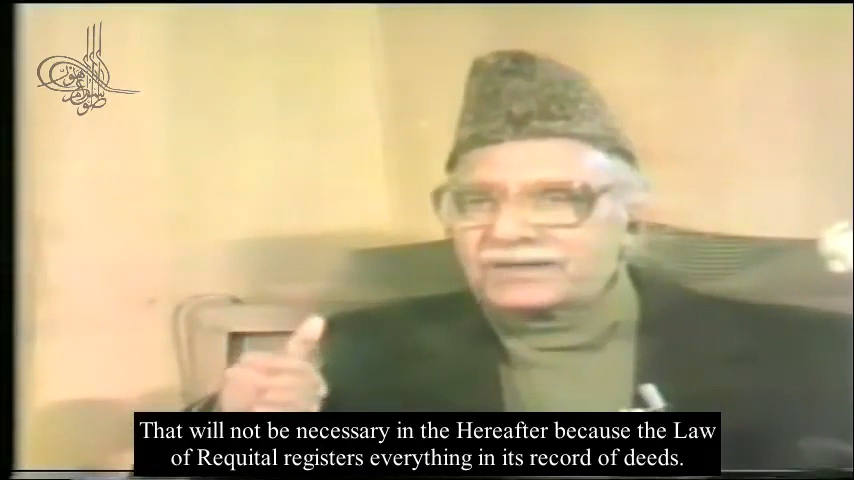 That will not be necessary in the Hereafter because the Law
of Requital registers everything in its record of deeds.